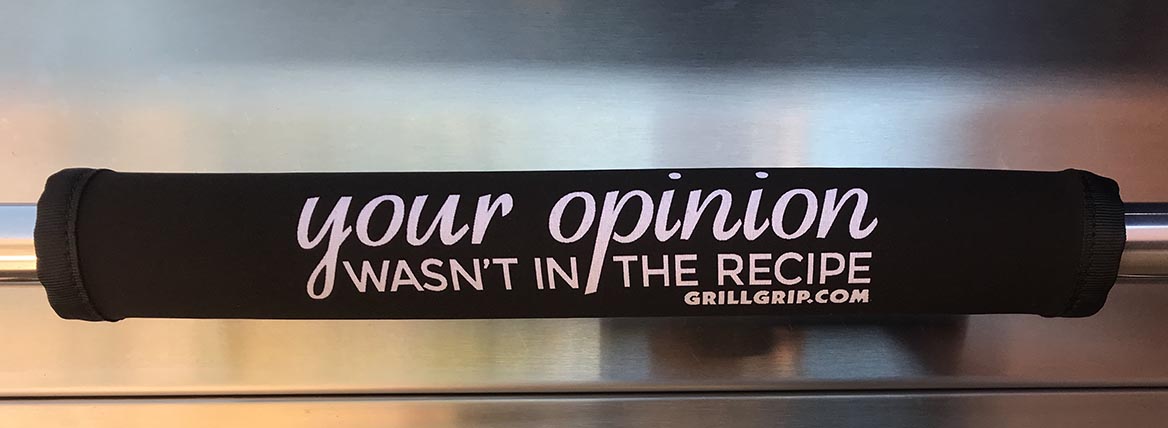 your opinion
WASN'T IN THE RECIPE
GRILLGRIP.COM